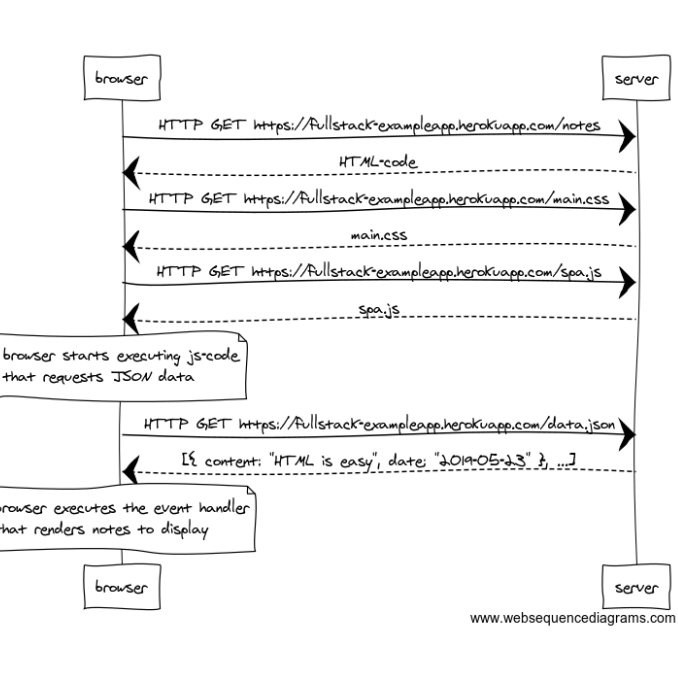 browser server
HTTP GET https://fullstack-exampleapp.herokuapp.com/notes
HTML-code
HTTP GET https://fullstack-exampleapp.herokuapp.com/main.css
main.css
HTTP GET https://fullstack-exampleapp.herokuapp.com/spa.js
spa.js
browser starts executing js-code
that requests JSON data
HTTP GET https://fullstack-exampleapp.herokuapp.com/data.json
[{ content: "HTML is easy", date: "2019-05-23" }, ...]
rowser executes the event handler
hat renders notes to display
browser server
www.websequencediagrams.com